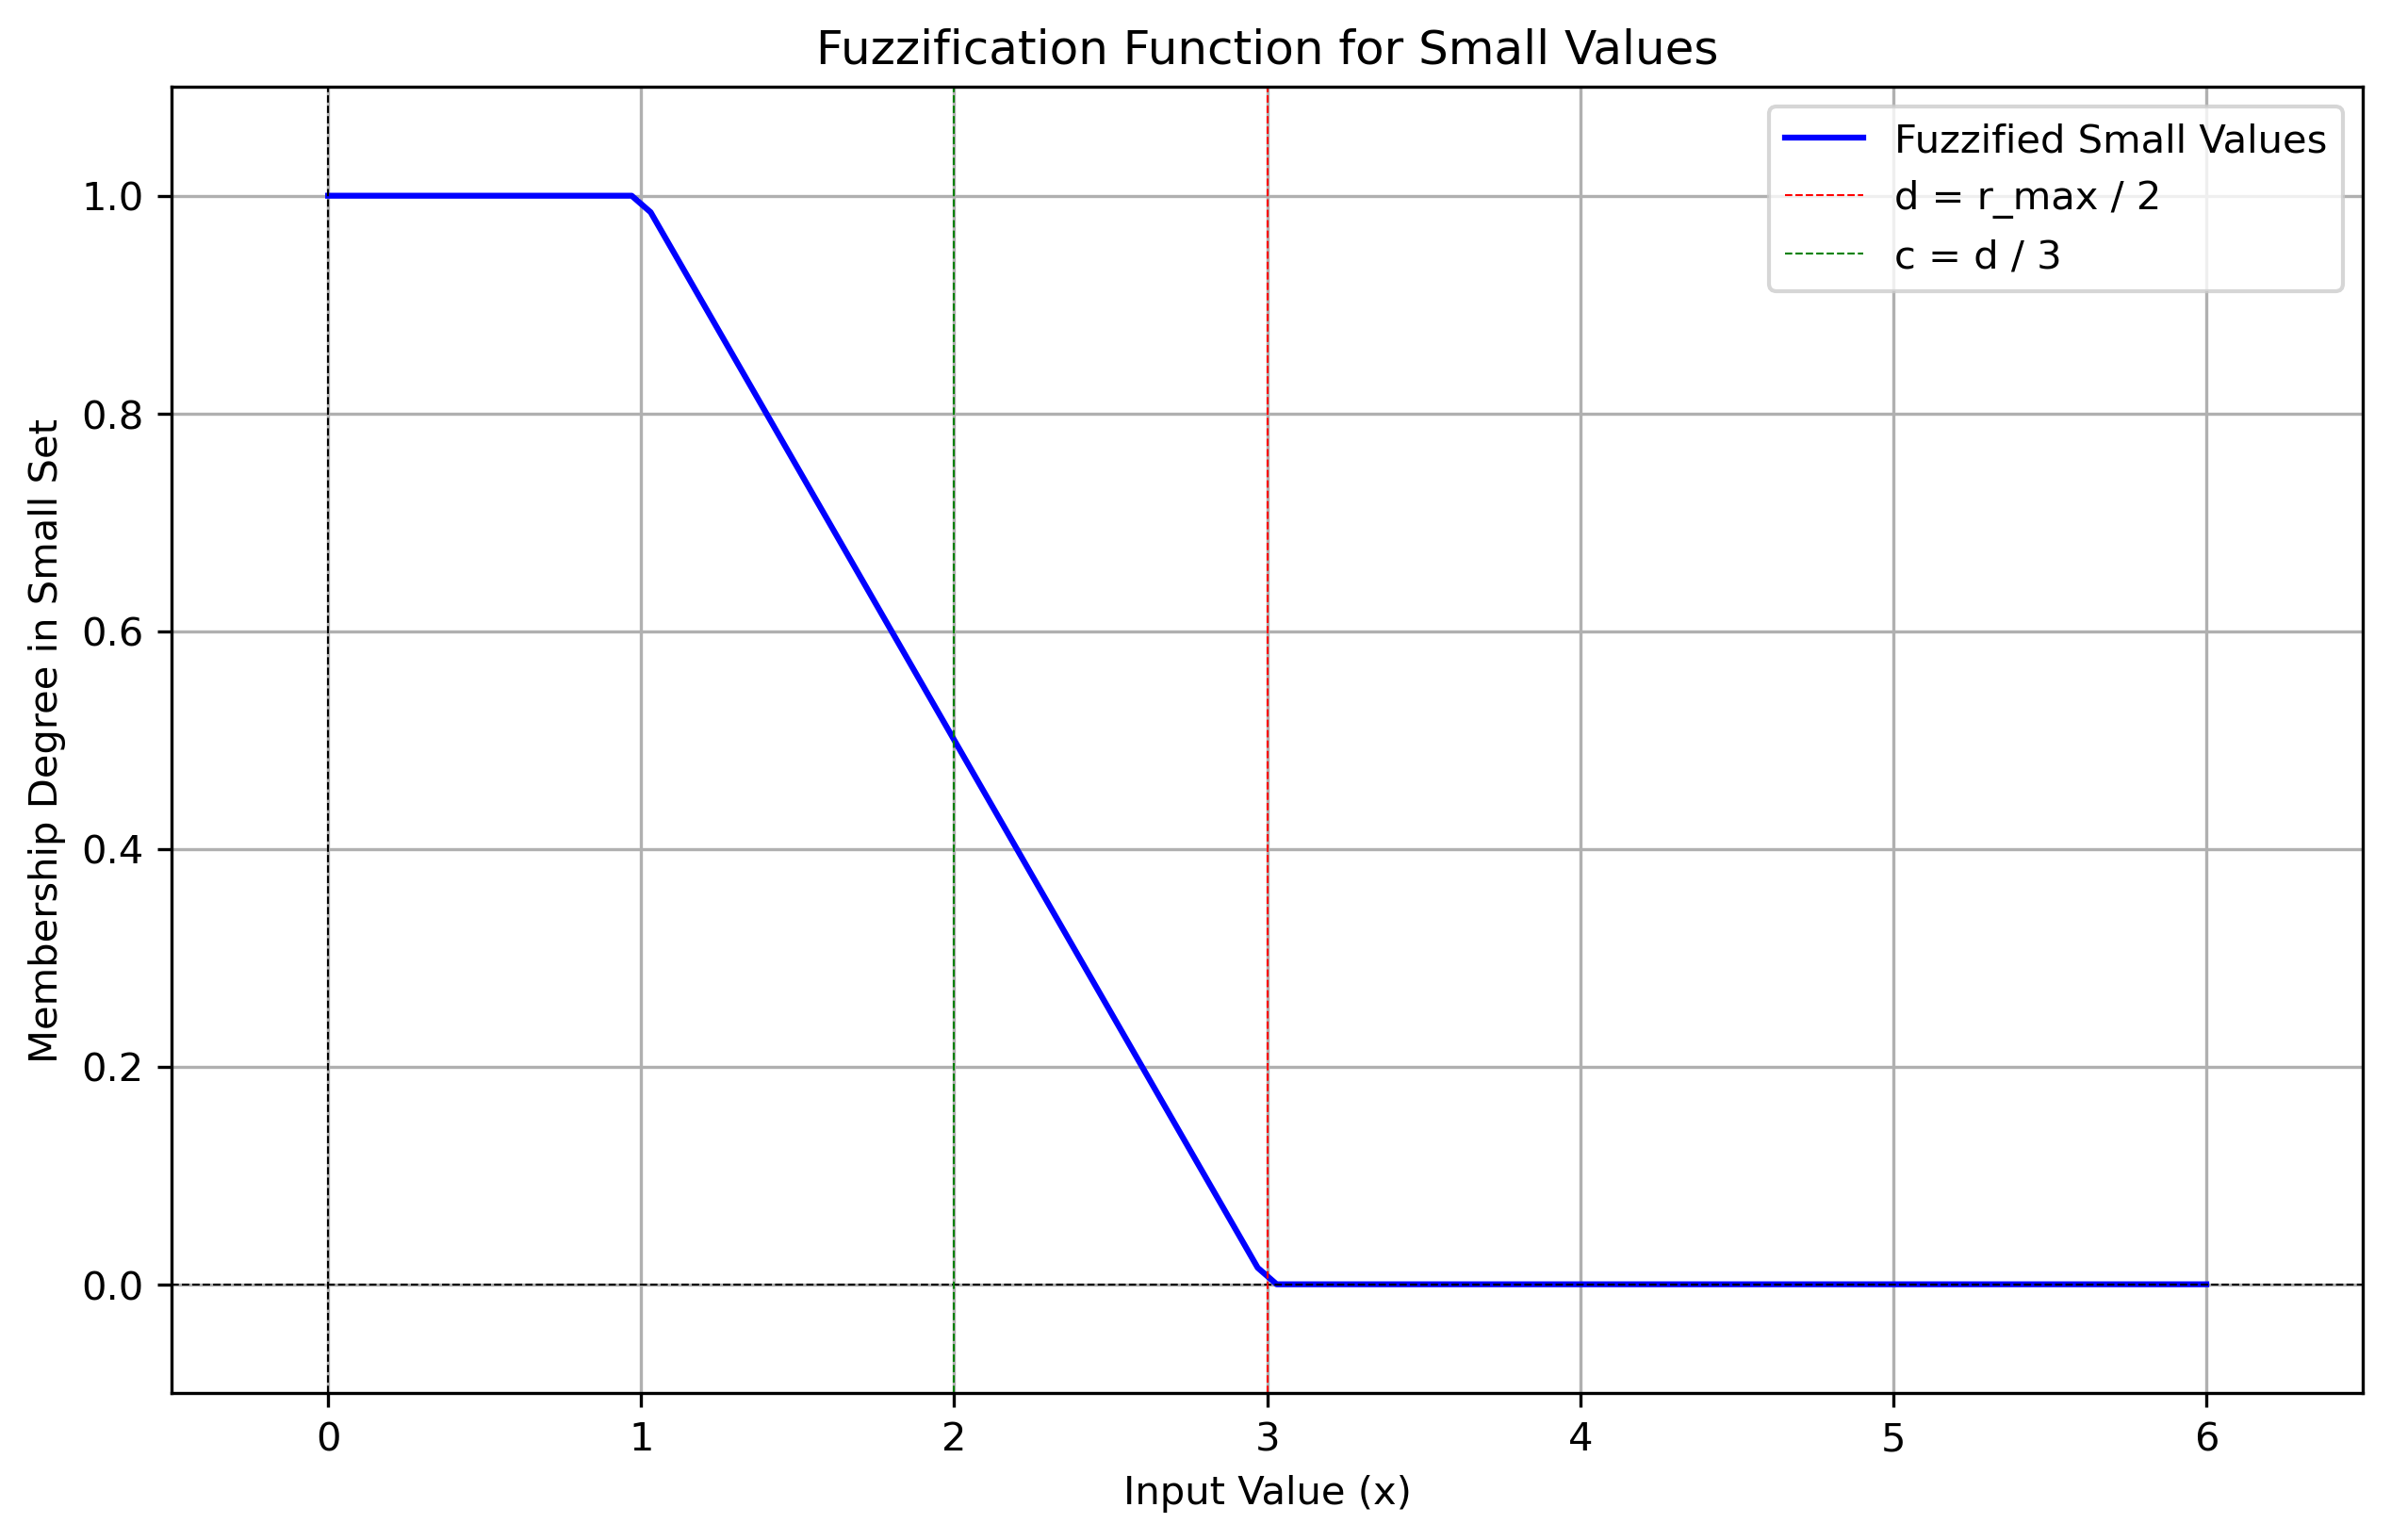 Fuzzification Function for Small Values
Fuzzified Small Values
d = r_max / 2
c = d / 3
Membership Degree in Small Set
1.0
0.8
0.6
0.4
0.2
0.0
0 1 2 3 4 5 6
Input Value (x)